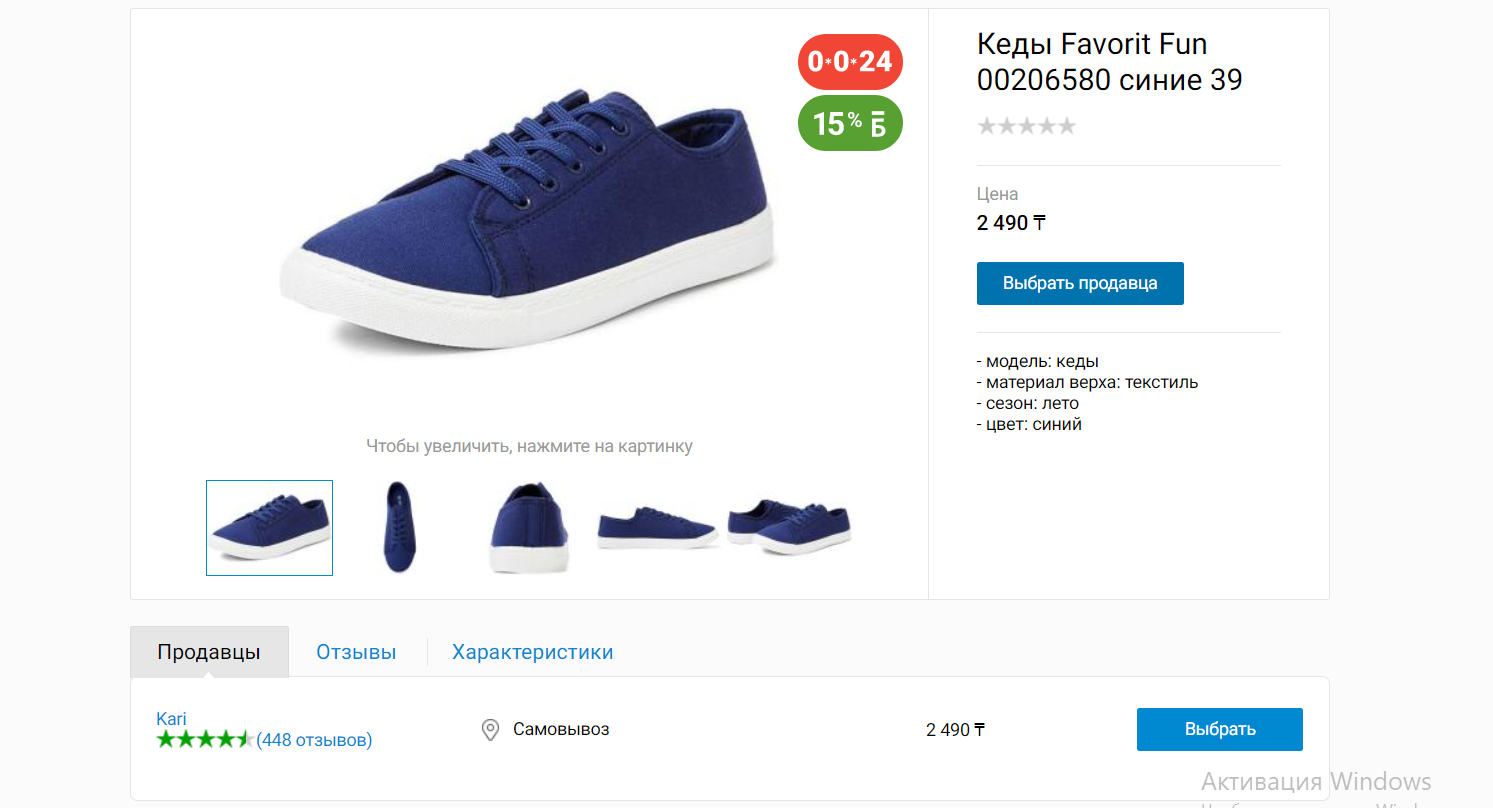 0*0*24
15% Б
Кеды Favorit Fun
00206580 синие 39
Цена
2 490 ₸
Выбрать продавца
- модель: кеды
- материал верха: текстиль
- сезон: лето
- цвет: синий
Чтобы увеличить, нажмите на картинку
Продавцы
Отзывы
Характеристики
Kari
(448 отзывов)
Самовывоз
2 490 ₸
Выбрать
Активация Windows